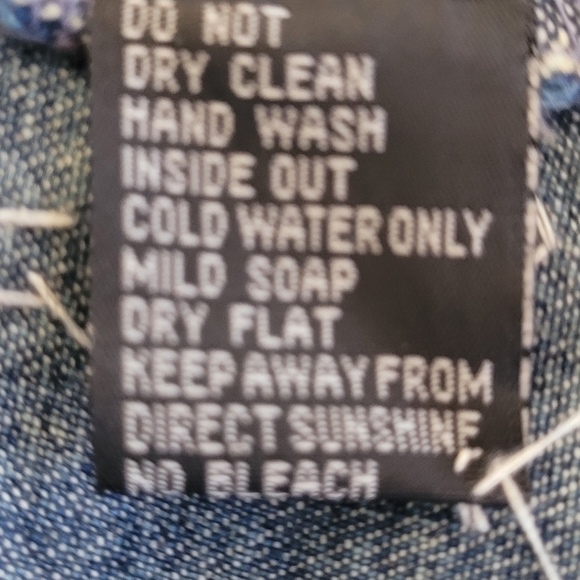 DO NOT
DRY CLEAN
HAND WASH
INSIDE OUT
COLD WATER ONLY
MILD SOAP
DRY FLAT
KEEP AWAY FROM
DIRECT SUNSHINE
NO BLEACH